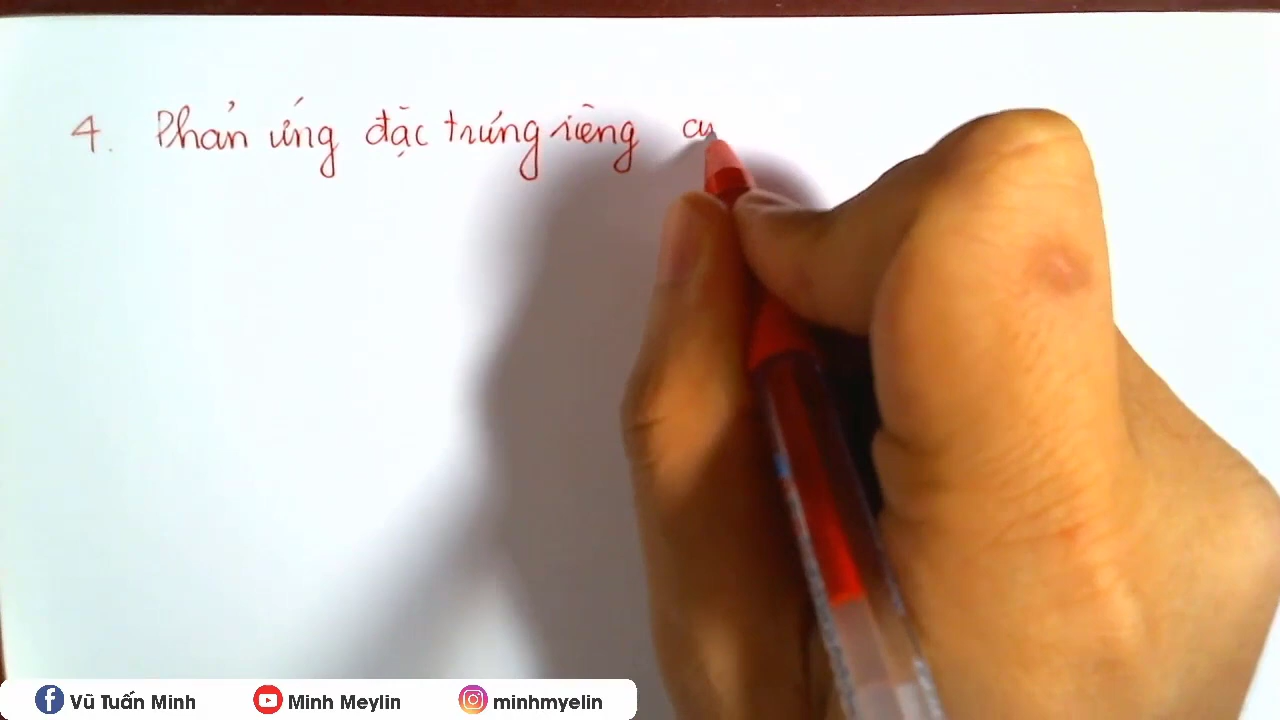 4. Phản ứng đặc trưng riêng
Vũ Tuấn Minh Minh Meylin minhmyelin